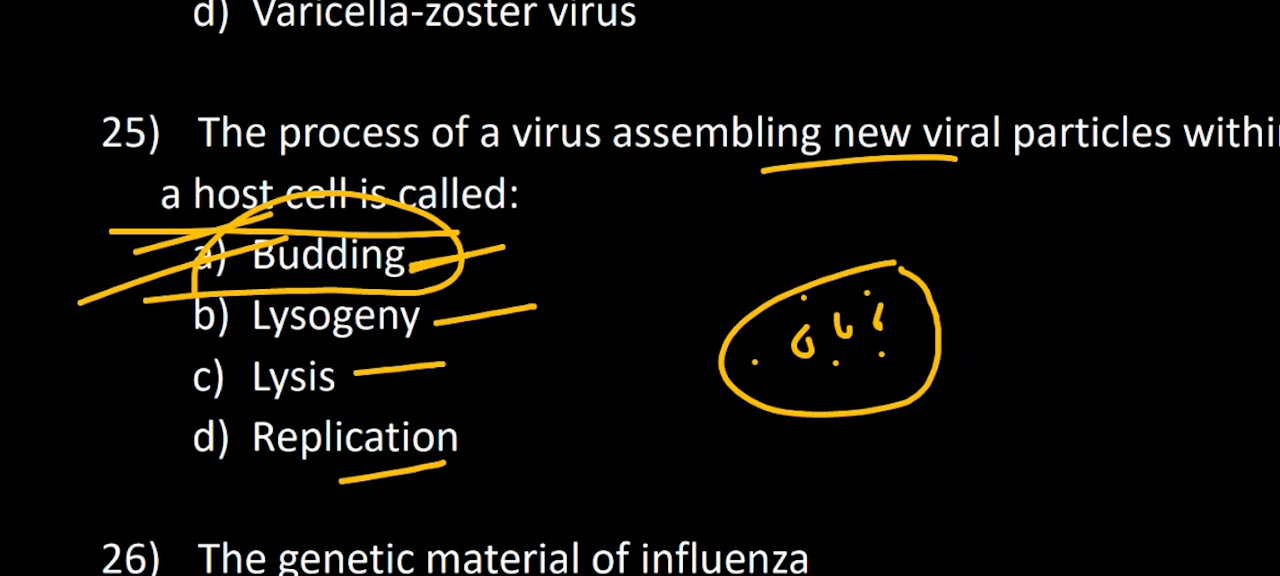 d) Varicella-zoster virus
25) The process of a virus assembling new viral particles
a host cell is called:
a) Budding
b) Lysogeny
c) Lysis
d) Replication
26) The genetic material of influenza